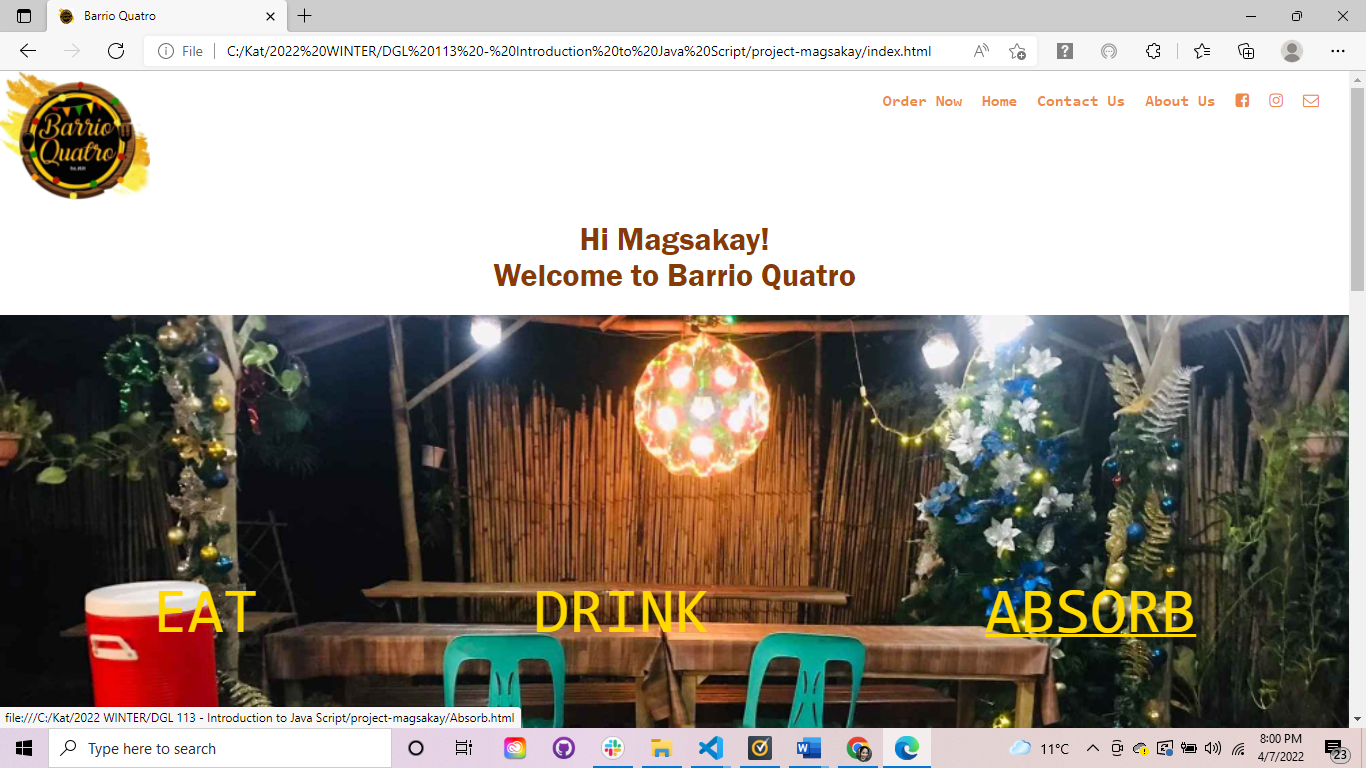 Barrio Quatro
File
C:/Kat/2022%20WINTER/DGL%20113%20-%20Introduction%20to%20Java%20Script/project-magsakay/index.html
Barrio
Quatro
Order Now Home Contact Us About Us
Hi Magsakay!
Welcome to Barrio Quatro
EAT DRINK ABSORB
file:///C:/Kat/2022 WINTER/DGL 113 - Introduction to Java Script/project-magsakay/Absorb.html
Type here to search
11°C
8:00 PM
4/7/2022
23